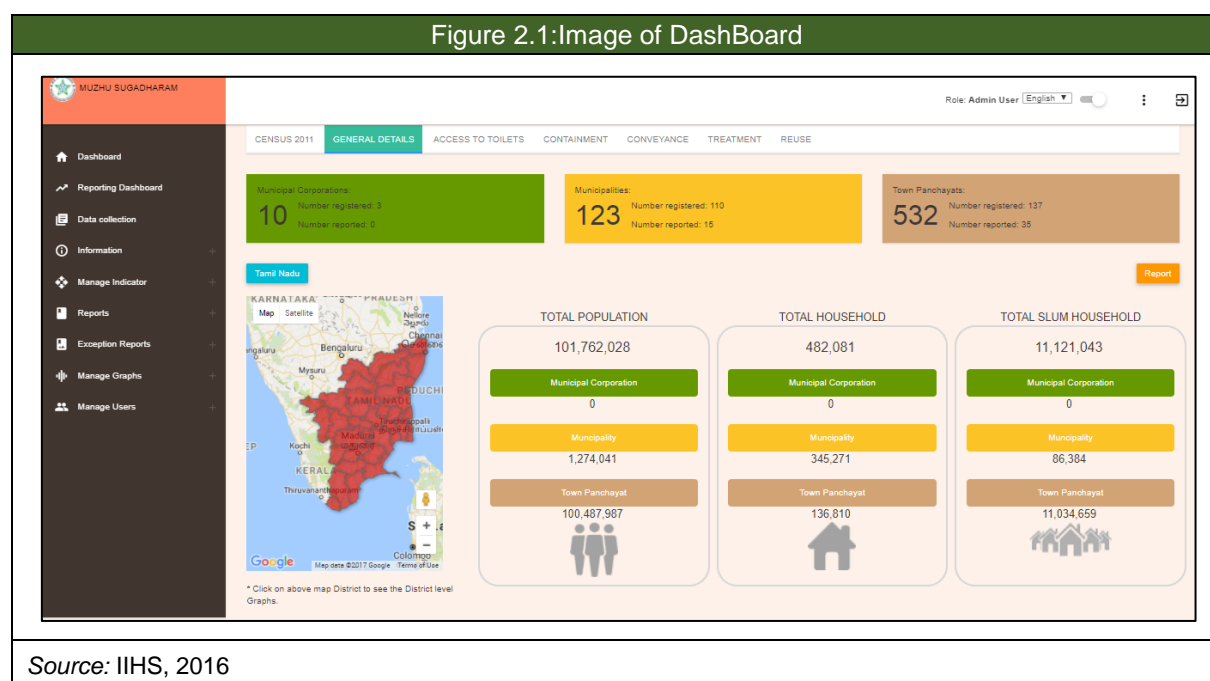 Figure 2.1:Image of DashBoard
MUZHU SUGADHARAM
Role: Admin User English
CENSUS 2011 GENERAL DETAILS ACCESS TO TOILETS CONTAINMENT CONVEYANCE TREATMENT REUSE
Dashboard
Reporting Dashboard
Data collection
Information
Manage Indicator
Reports
Exception Reports
Manage Graphs
Manage Users
Municipal Corporations:
10
Number registered: 3
Number reported: 0
Municipalities:
123
Number registered: 110
Number reported: 15
Town Panchayats:
532
Number registered: 137
Number reported: 35
Tamil Nadu
Report
KARNATAKA PRADESH
Map Satellite
Nellore
Chennai
Bengaluru
Mysuru
TAMIL NADU
Madurai
Kochi
KERALA
Thiruvananthapuram
Colombo
Google
Map data ©2017 Google Terms of Use
* Click on above map District to see the District level
Graphs.
TOTAL POPULATION
101,762,028
Municipal Corporation
0
Muncipality
1,274,041
Town Panchayat
100,487,987
TOTAL HOUSEHOLD
482,081
Municipal Corporation
0
Muncipality
345,271
Town Panchayat
136,810
TOTAL SLUM HOUSEHOLD
11,121,043
Municipal Corporation
0
Muncipality
86,384
Town Panchayat
11,034,659
Source: IIHS, 2016